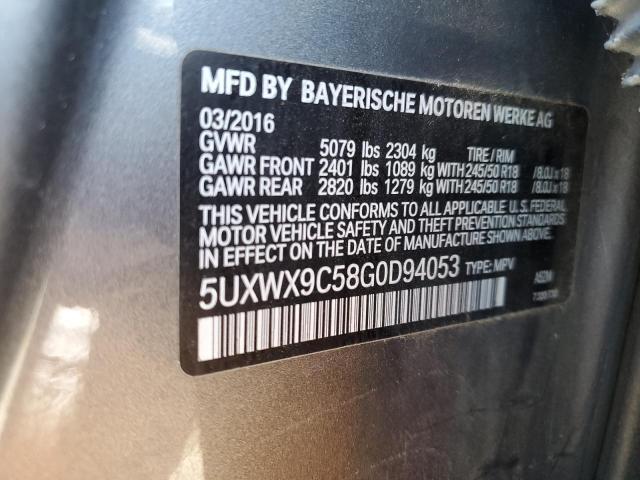 MFD BY BAYERISCHE MOTOREN WERKE AG
03/2016
GVWR 5079 lbs 2304 kg TIRE / RIM
GAWR FRONT 2401 lbs 1089 kg WITH 245/50 R18 /8.0J x 18
GAWR REAR 2820 lbs 1279 kg WITH 245/50 R18 /8.0J x 18
THIS VEHICLE CONFORMS TO ALL APPLICABLE U.S. FEDERAL
MOTOR VEHICLE SAFETY AND THEFT PREVENTION STANDARDS
IN EFFECT ON THE DATE OF MANUFACTURE SHOWN ABOVE.
5UXWX9C58G0D94053 TYPE: MPV